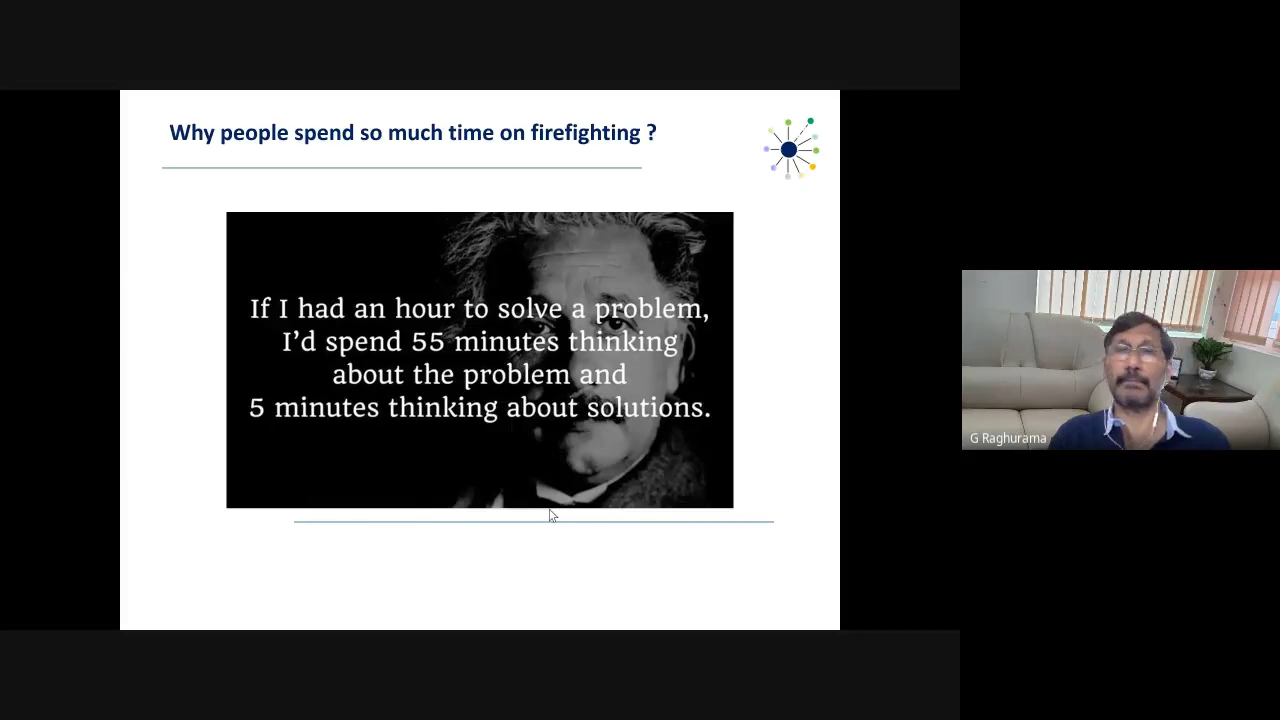 Why people spend so much time on firefighting ?
If I had an hour to solve a problem,
I’d spend 55 minutes thinking
about the problem and
5 minutes thinking about solutions.
G Raghurama